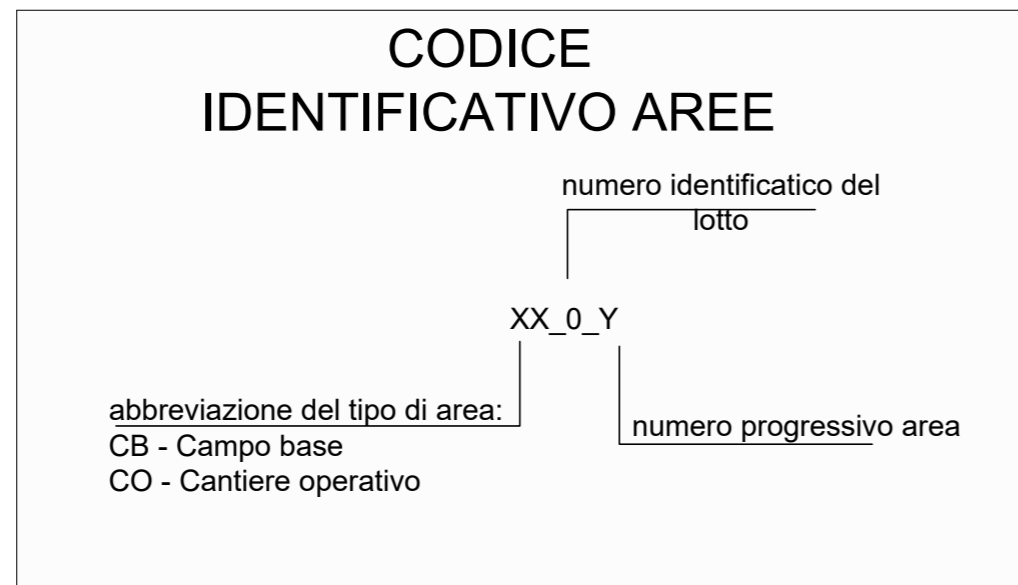 CODICE
IDENTIFICATIVO AREE
numero identificatico del
lotto
XX_0_Y
abbreviazione del tipo di area:
CB - Campo base
CO - Cantiere operativo
numero progressivo area